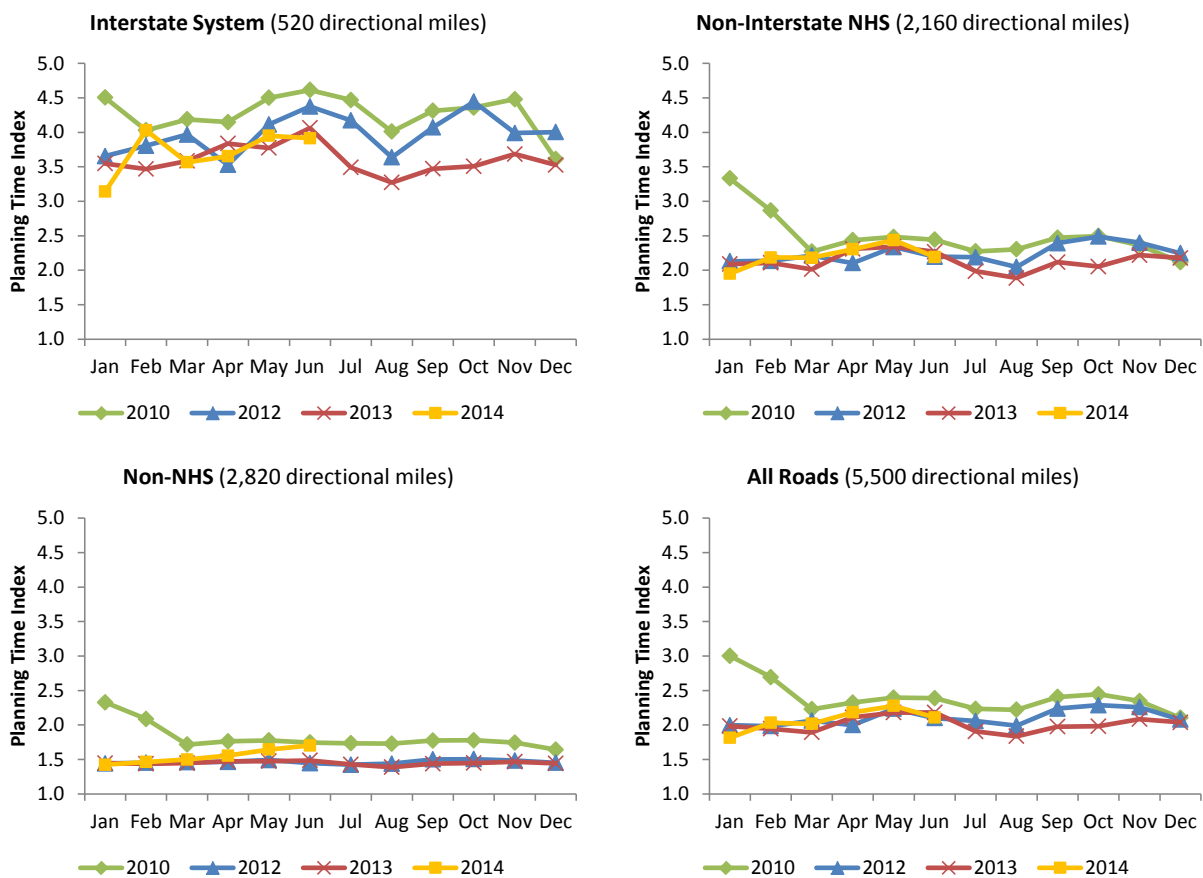 Interstate System (520 directional miles)
5.0
4.5
4.0
3.5
3.0
2.5
2.0
1.5
1.0
Planning Time Index
Jan Feb Mar Apr May Jun Jul Aug Sep Oct Nov Dec
2010 2012 2013 2014
Non-Interstate NHS (2,160 directional miles)
5.0
4.5
4.0
3.5
3.0
2.5
2.0
1.5
1.0
Planning Time Index
Jan Feb Mar Apr May Jun Jul Aug Sep Oct Nov Dec
2010 2012 2013 2014
Non-NHS (2,820 directional miles)
5.0
4.5
4.0
3.5
3.0
2.5
2.0
1.5
1.0
Planning Time Index
Jan Feb Mar Apr May Jun Jul Aug Sep Oct Nov Dec
2010 2012 2013 2014
All Roads (5,500 directional miles)
5.0
4.5
4.0
3.5
3.0
2.5
2.0
1.5
1.0
Planning Time Index
Jan Feb Mar Apr May Jun Jul Aug Sep Oct Nov Dec
2010 2012 2013 2014